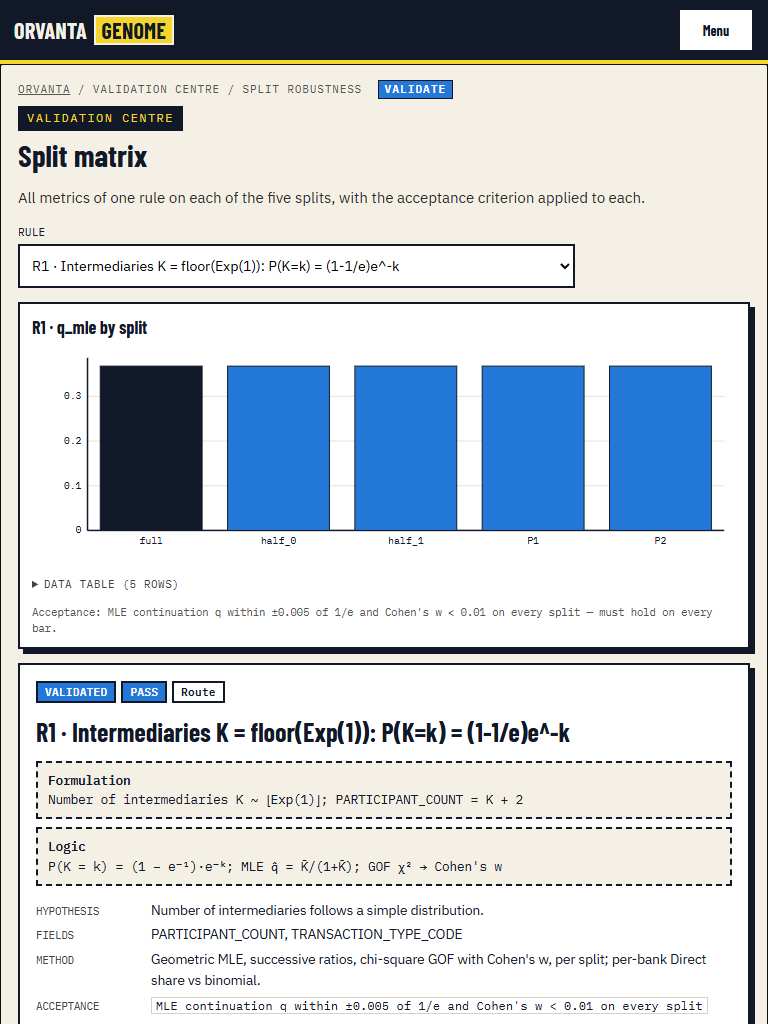 ORVANTA GENOME
Menu
ORVANTA / VALIDATION CENTRE / SPLIT ROBUSTNESS VALIDATE
VALIDATION CENTRE
Split matrix
All metrics of one rule on each of the five splits, with the acceptance criterion applied to each.
RULE
R1 · Intermediaries K = floor(Exp(1)): P(K=k) = (1-1/e)e^-k
R1 · q_mle by split
0.3
0.2
0.1
0
full half_0 half_1 P1 P2
▶ DATA TABLE (5 ROWS)
Acceptance: MLE continuation q within ±0.005 of 1/e and Cohen's w < 0.01 on every split — must hold on every
bar.
VALIDATED PASS Route
R1 · Intermediaries K = floor(Exp(1)): P(K=k) = (1-1/e)e^-k
Formulation
Number of intermediaries K ~ ⌊Exp(1)⌋; PARTICIPANT_COUNT = K + 2
Logic
P(K = k) = (1 − e⁻¹)·e⁻ᵏ; MLE q̂ = K̄/(1+K̄); GOF χ² → Cohen's w
HYPOTHESIS Number of intermediaries follows a simple distribution.
FIELDS PARTICIPANT_COUNT, TRANSACTION_TYPE_CODE
METHOD Geometric MLE, successive ratios, chi-square GOF with Cohen's w, per split; per-bank Direct
share vs binomial.
ACCEPTANCE MLE continuation q within ±0.005 of 1/e and Cohen's w < 0.01 on every split